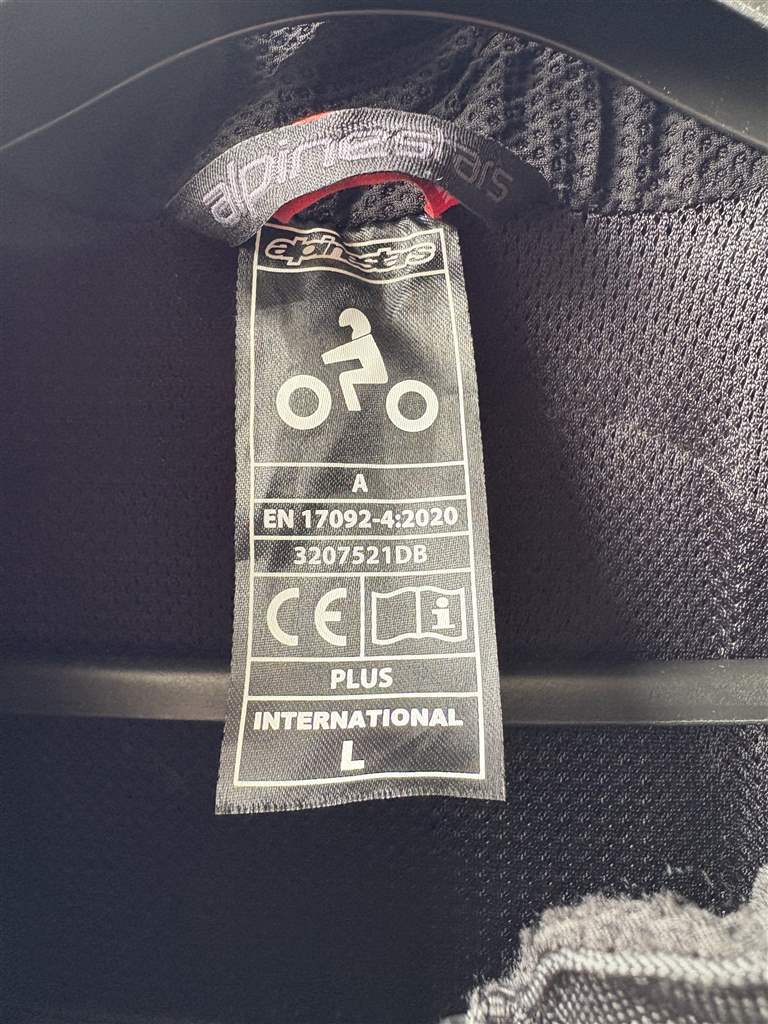 alpinestars
alpinestars
A
EN 17092-4:2020
3207521DB
CE
i
PLUS
INTERNATIONAL
L